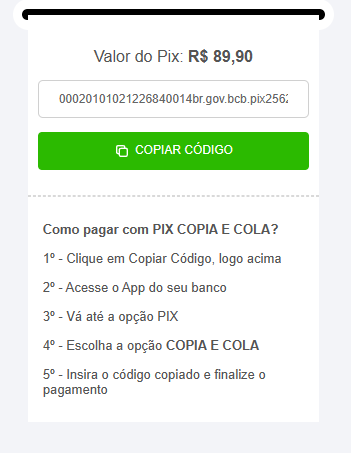 Valor do Pix: R$ 89,90
00020101021226840014br.gov.bcb.pix2562
COPIAR CÓDIGO
Como pagar com PIX COPIA E COLA?
1º - Clique em Copiar Código, logo acima
2º - Acesse o App do seu banco
3º - Vá até a opção PIX
4º - Escolha a opção COPIA E COLA
5º - Insira o código copiado e finalize o
pagamento